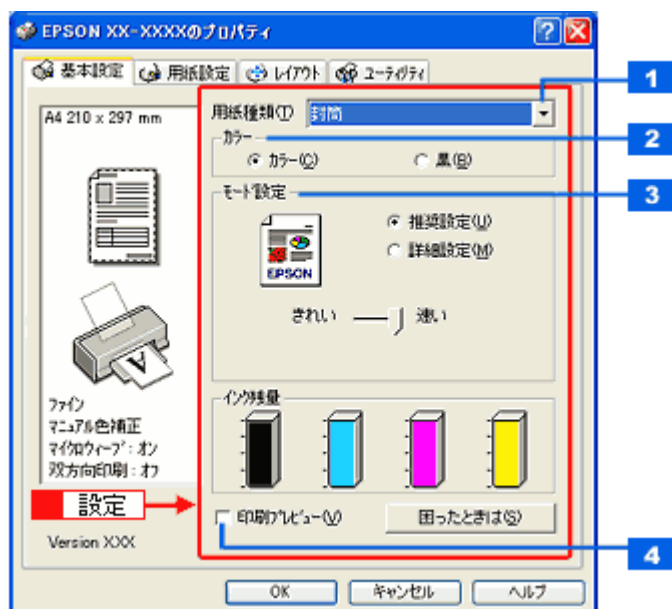 EPSON XX-XXXXのプロパティ
基本設定 用紙設定 レイアウト ユーティリティ
A4 210 x 297 mm
用紙種類(T) 封筒
1
カラー
2
カラー(C) 黒(B)
モード設定
3
推奨設定(U)
詳細設定(M)
EPSON
きれい 速い
A
ファイン
マニュアル色補正
マイクロウィーブ : オン
双方向印刷 : オフ
インク残量
設定
印刷プレビュー(V) 困ったときは(S)
Version XXX
4
OK キャンセル ヘルプ